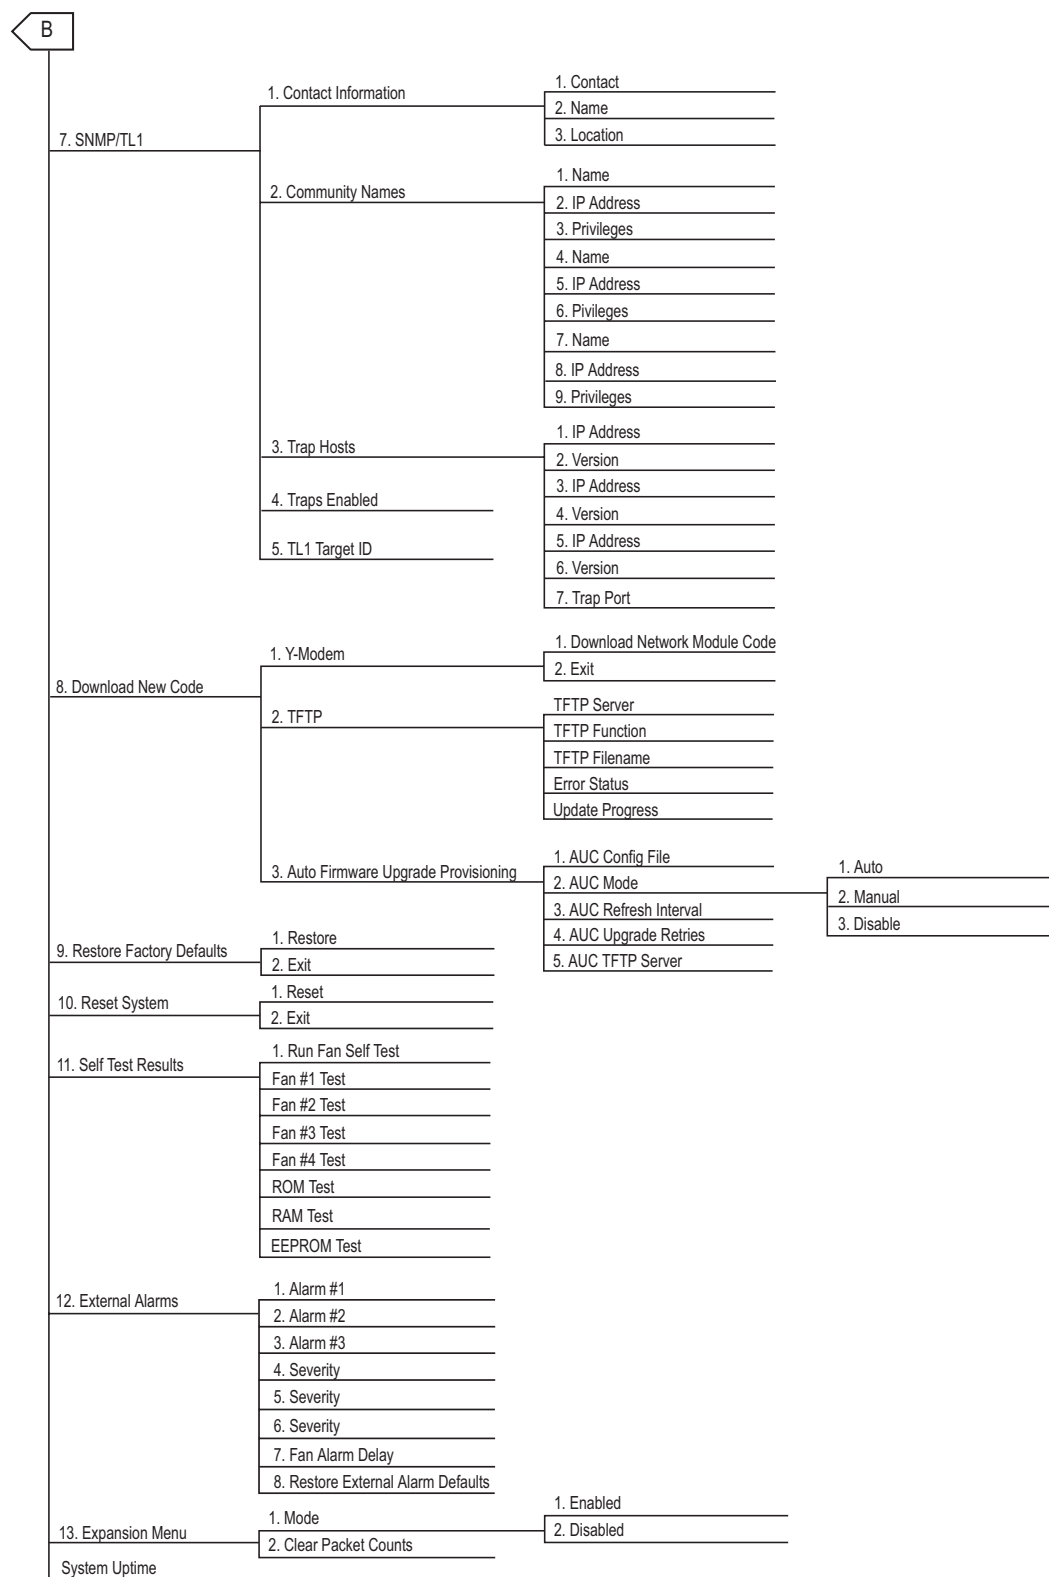 B
7. SNMP/TL1
1. Contact Information
1. Contact
2. Name
3. Location
2. Community Names
1. Name
2. IP Address
3. Privileges
4. Name
5. IP Address
6. Pivileges
7. Name
8. IP Address
9. Privileges
3. Trap Hosts
1. IP Address
2. Version
3. IP Address
4. Version
5. IP Address
6. Version
7. Trap Port
4. Traps Enabled
5. TL1 Target ID
8. Download New Code
1. Y-Modem
1. Download Network Module Code
2. Exit
2. TFTP
TFTP Server
TFTP Function
TFTP Filename
Error Status
Update Progress
3. Auto Firmware Upgrade Provisioning
1. AUC Config File
2. AUC Mode
1. Auto
2. Manual
3. Disable
3. AUC Refresh Interval
4. AUC Upgrade Retries
5. AUC TFTP Server
9. Restore Factory Defaults
1. Restore
2. Exit
10. Reset System
1. Reset
2. Exit
11. Self Test Results
1. Run Fan Self Test
Fan #1 Test
Fan #2 Test
Fan #3 Test
Fan #4 Test
ROM Test
RAM Test
EEPROM Test
12. External Alarms
1. Alarm #1
2. Alarm #2
3. Alarm #3
4. Severity
5. Severity
6. Severity
7. Fan Alarm Delay
8. Restore External Alarm Defaults
13. Expansion Menu
1. Mode
1. Enabled
2. Disabled
2. Clear Packet Counts
System Uptime